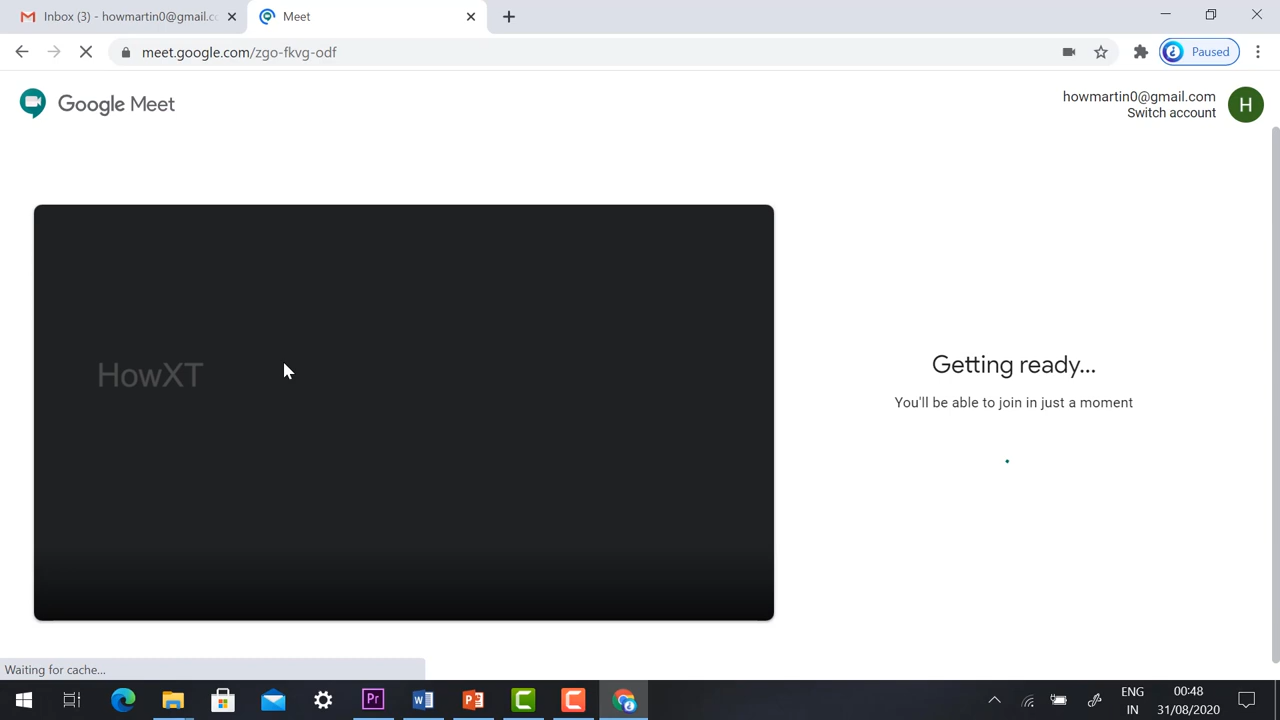 Inbox (3) - howmartin0@gmail.c
Meet
meet.google.com/zgo-fkvg-odf
Paused
Google Meet
howmartin0@gmail.com
Switch account
H
HowXT
Getting ready...
You'll be able to join in just a moment
Waiting for cache...
ENG
IN
00:48
31/08/2020